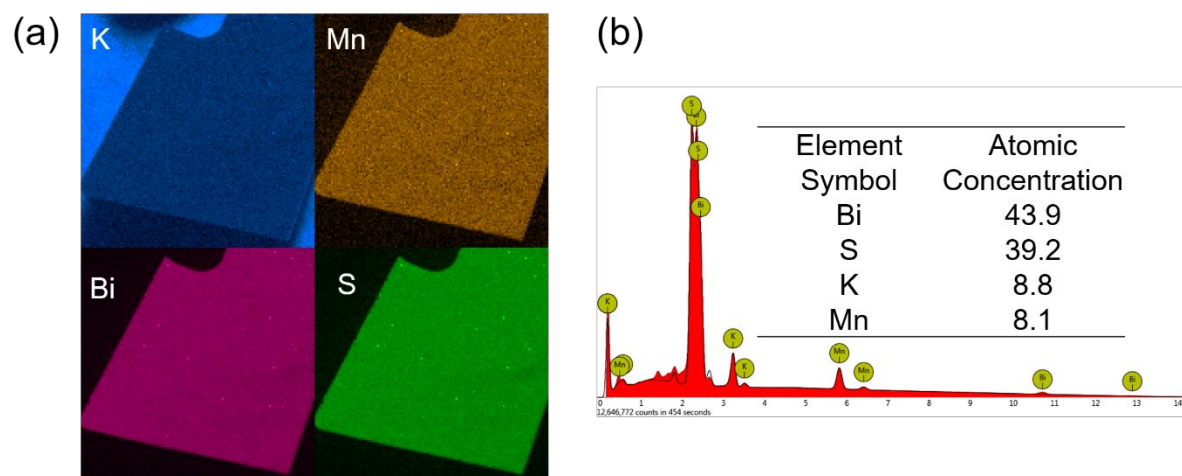 (a)
K
Mn
Bi
S
(b)
S
S
Bi
K
Mn
K
K
Mn
Mn
Bi
Bi
Element Symbol
Atomic Concentration
Bi 43.9
S 39.2
K 8.8
Mn 8.1
0 1 2 3 4 5 6 7 8 9 10 11 12 13 14
12,646,772 counts in 454 seconds